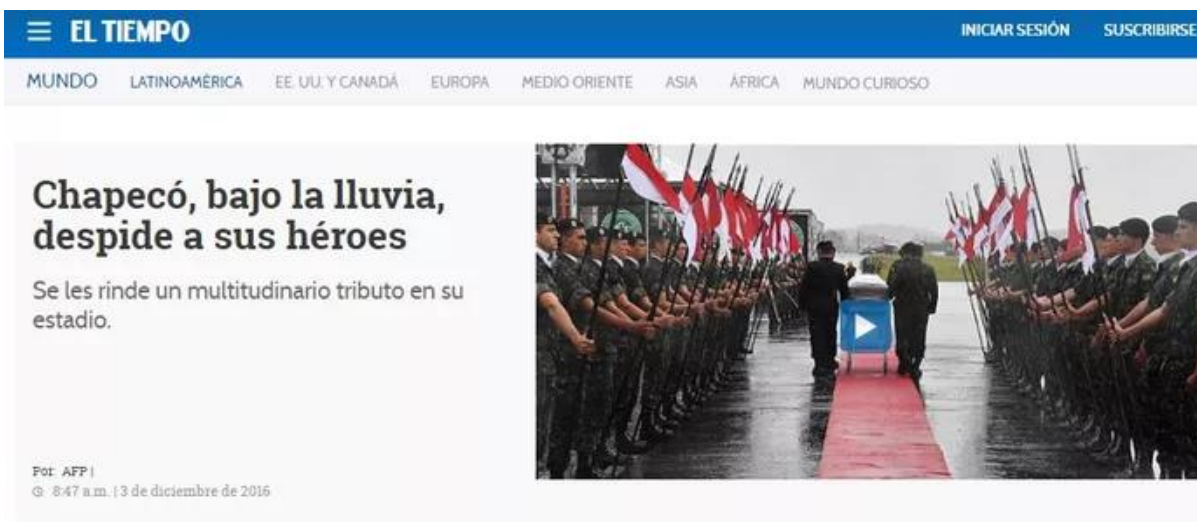 EL TIEMPO
INICIAR SESIÓN SUSCRIBIRSE
MUNDO LATINOAMÉRICA EE. UU. Y CANADÁ EUROPA MEDIO ORIENTE ASIA ÁFRICA MUNDO CURIOSO
Chapecó, bajo la lluvia,
despide a sus héroes
Se les rinde un multitudinario tributo en su
estadio.
Por: AFP |
8:47 a.m. | 3 de diciembre de 2016